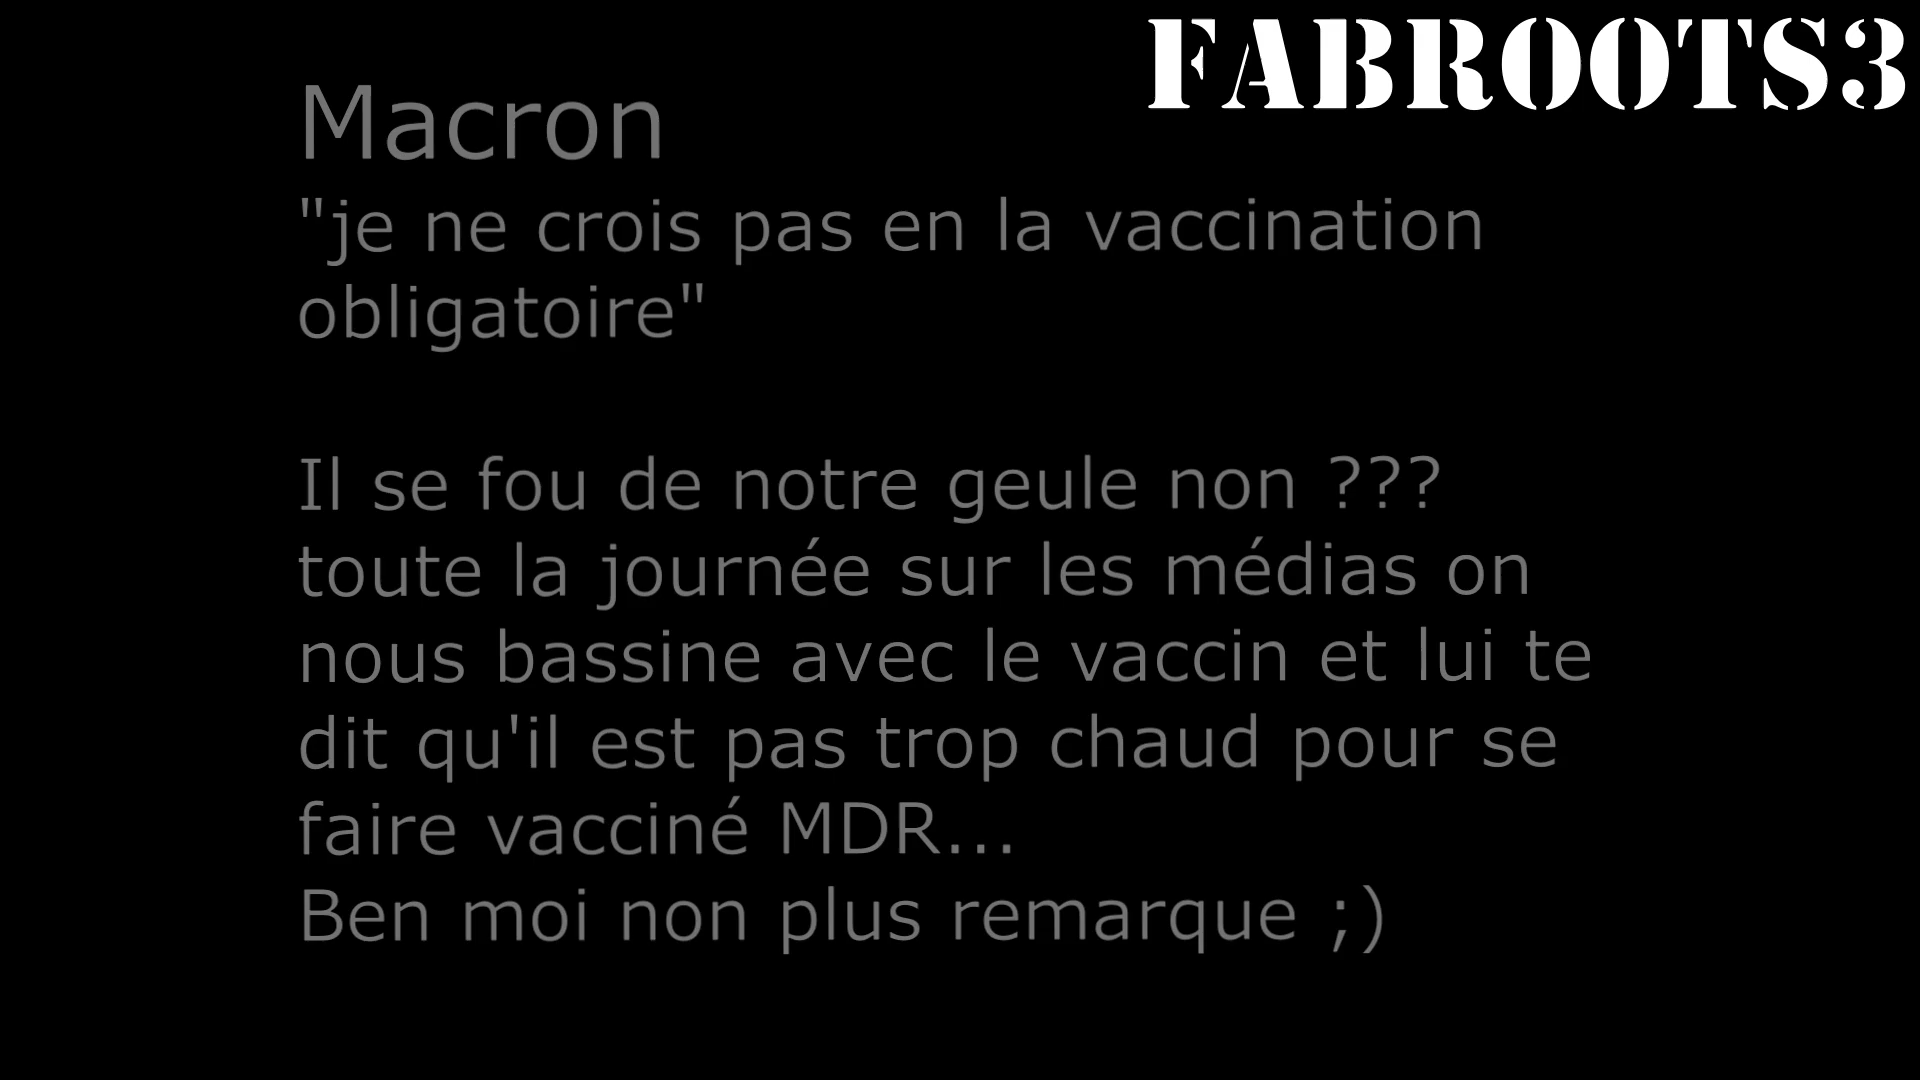 FABROOTS3
Macron
"je ne crois pas en la vaccination
obligatoire"
Il se fou de notre geule non ???
toute la journée sur les médias on
nous bassine avec le vaccin et lui te
dit qu'il est pas trop chaud pour se
faire vacciné MDR...
Ben moi non plus remarque ;)